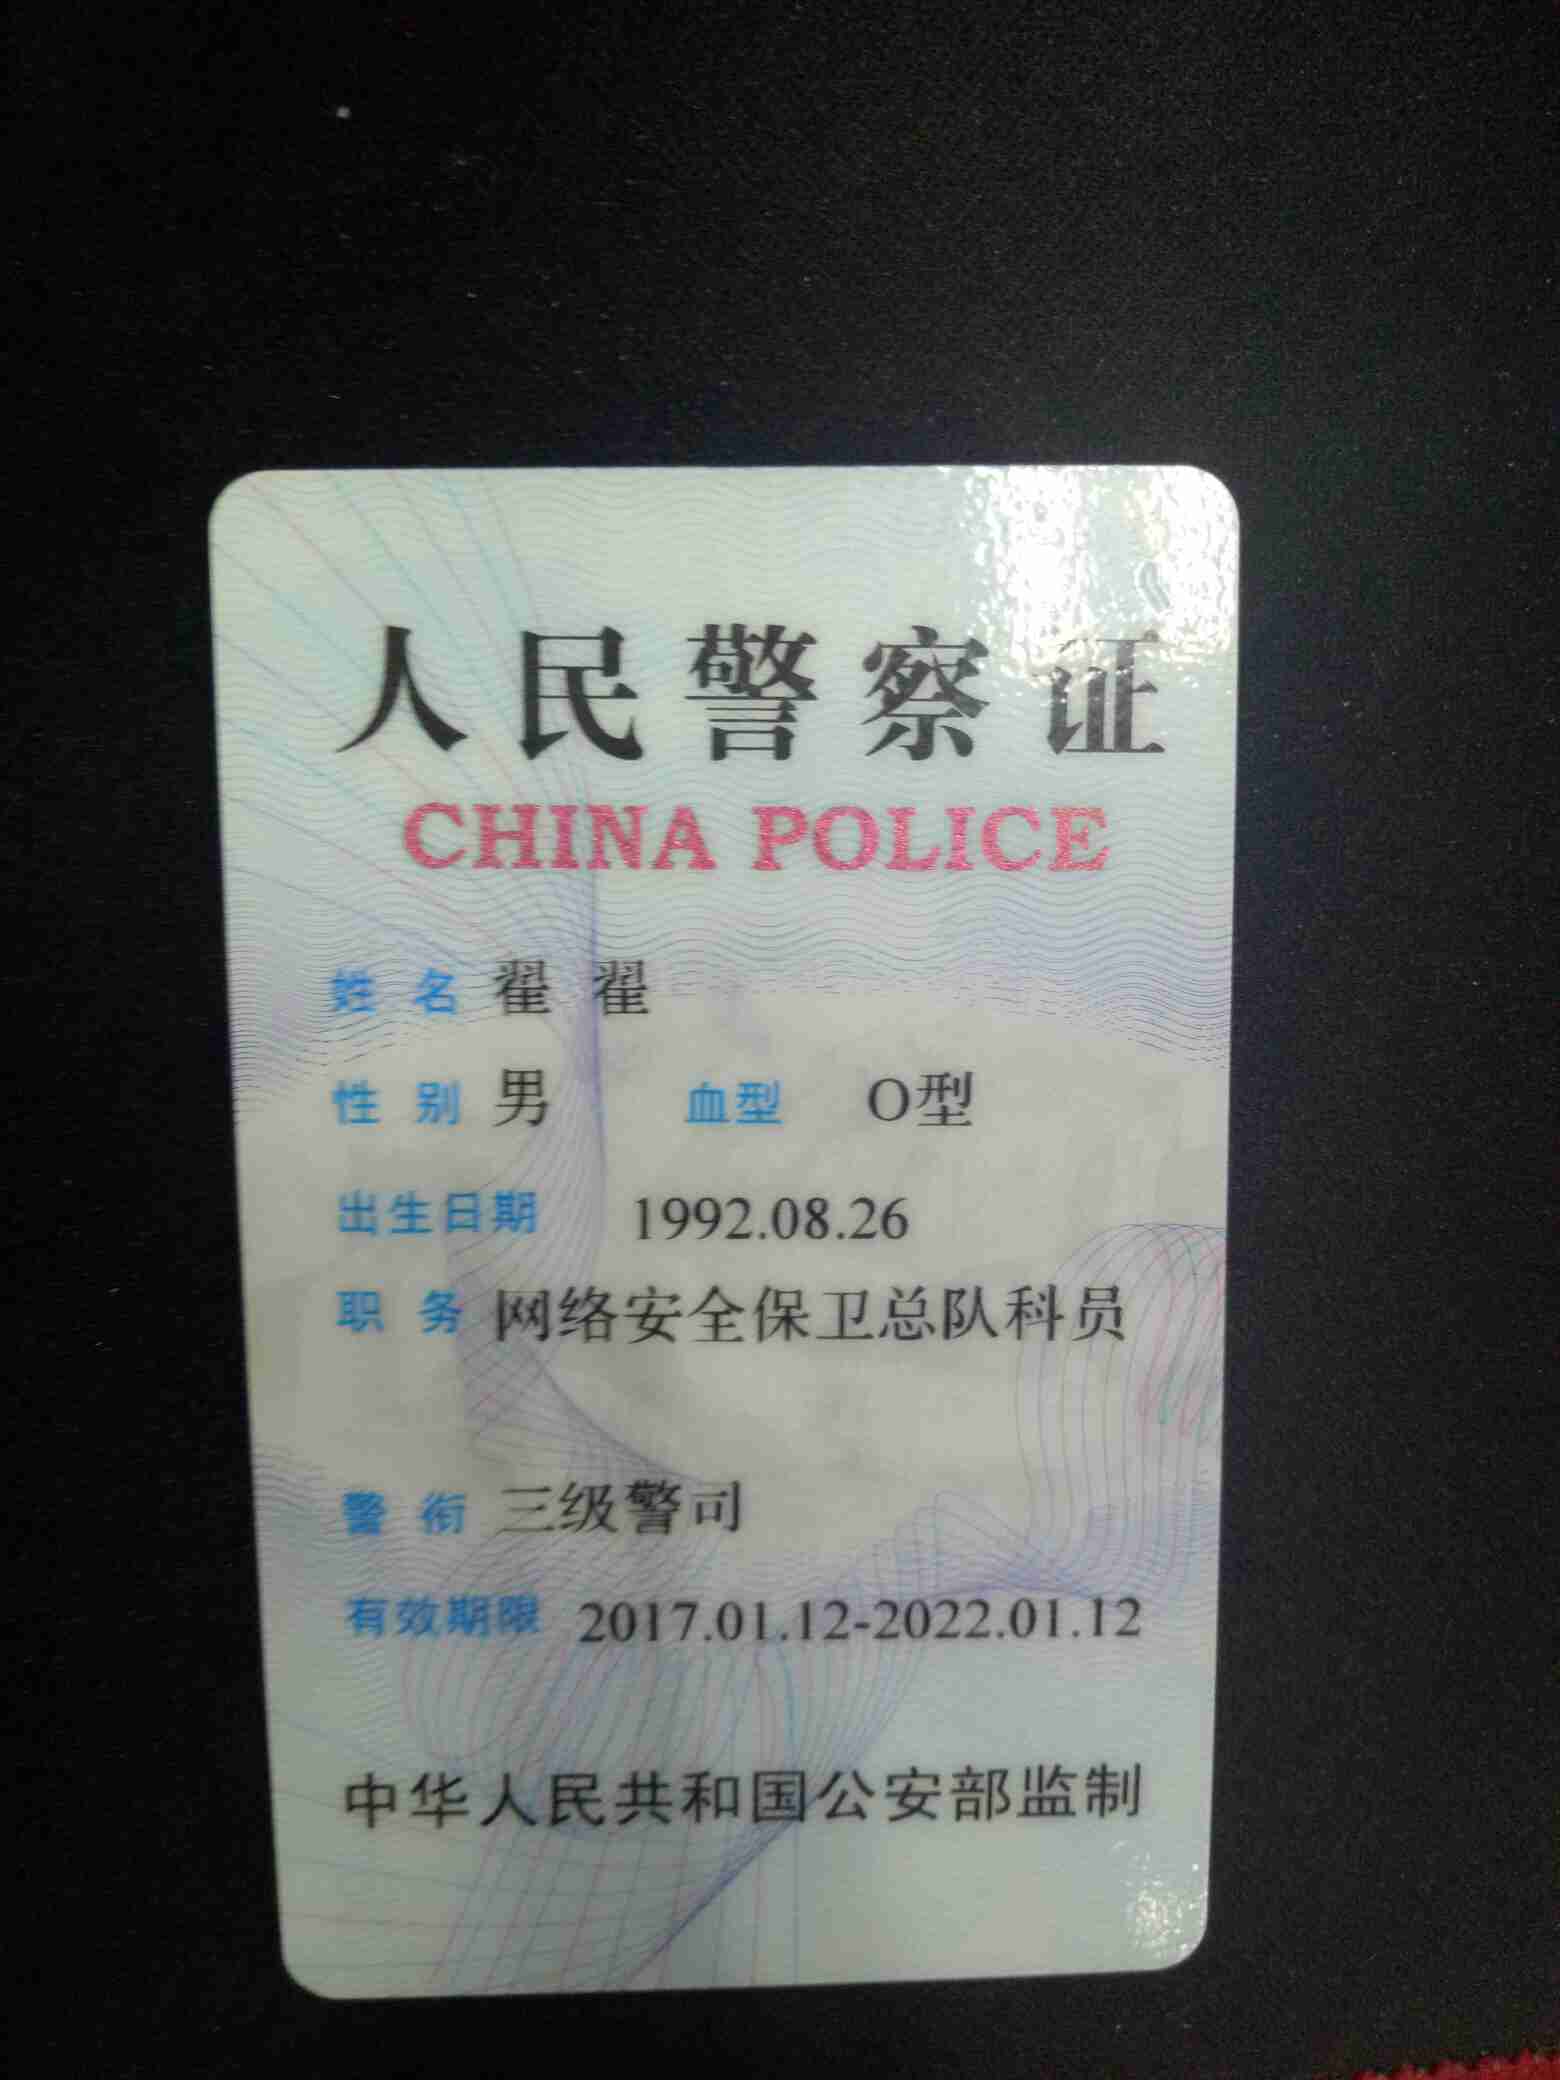 人民警察证
CHINA POLICE
姓 名 翟 翟
性 别 男 血型 O型
出生日期 1992.08.26
职 务 网络安全保卫总队科员
警 衔 三级警司
有效期限 2017.01.12-2022.01.12
中华人民共和国公安部监制